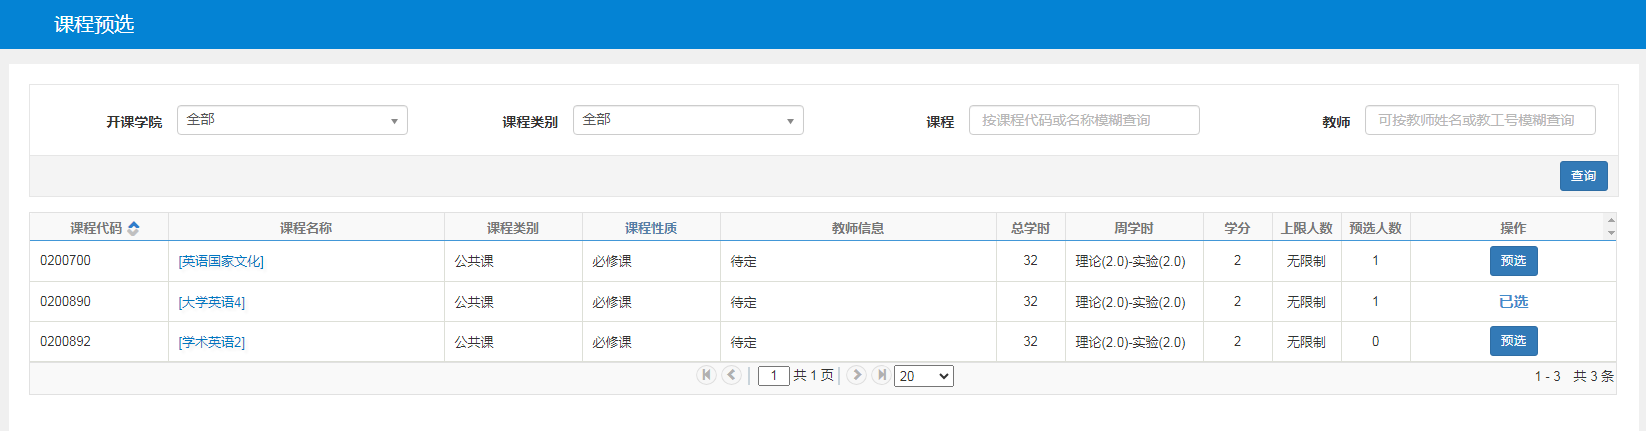 课程预选
开课学院 全部 课程类别 全部 课程 按课程代码或名称模糊查询 教师 可按教师姓名或教工号模糊查询
查询
课程代码 课程名称 课程类别 课程性质 教师信息 总学时 周学时 学分 上限人数 预选人数 操作
0200700 [英语国家文化] 公共课 必修课 待定 32 理论(2.0)-实验(2.0) 2 无限制 1 预选
0200890 [大学英语4] 公共课 必修课 待定 32 理论(2.0)-实验(2.0) 2 无限制 1 已选
0200892 [学术英语2] 公共课 必修课 待定 32 理论(2.0)-实验(2.0) 2 无限制 0 预选
1 共 1 页 20 1 - 3 共 3 条